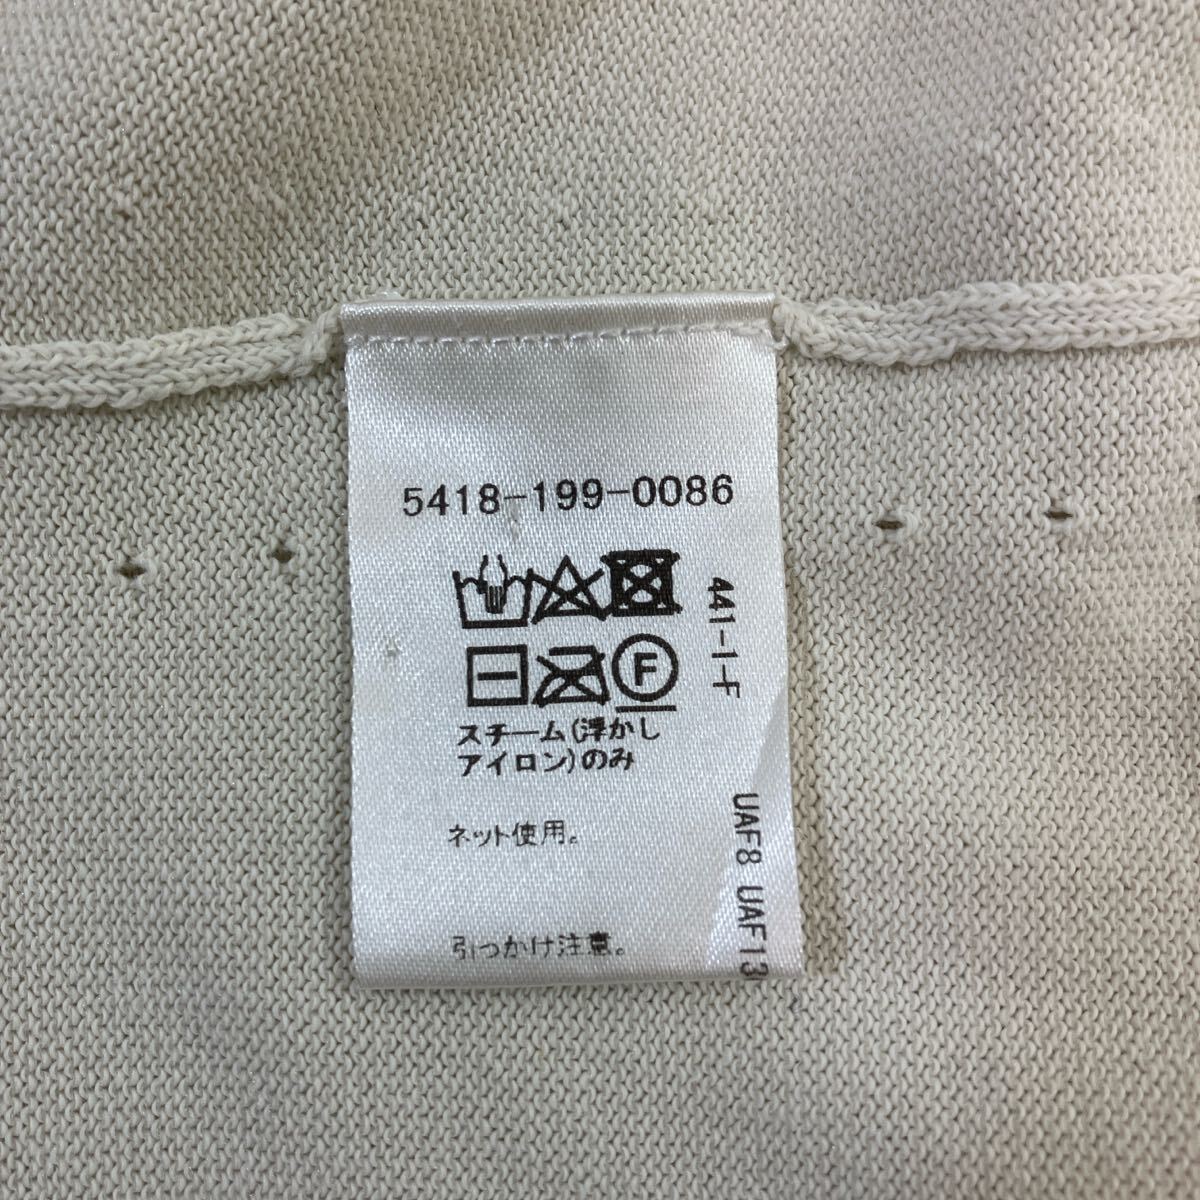 5418-199-0086
441-1-F
F
スチーム(浮かし
アイロン)のみ
ネット使用。
引っかけ注意。
UAF8 UAF13